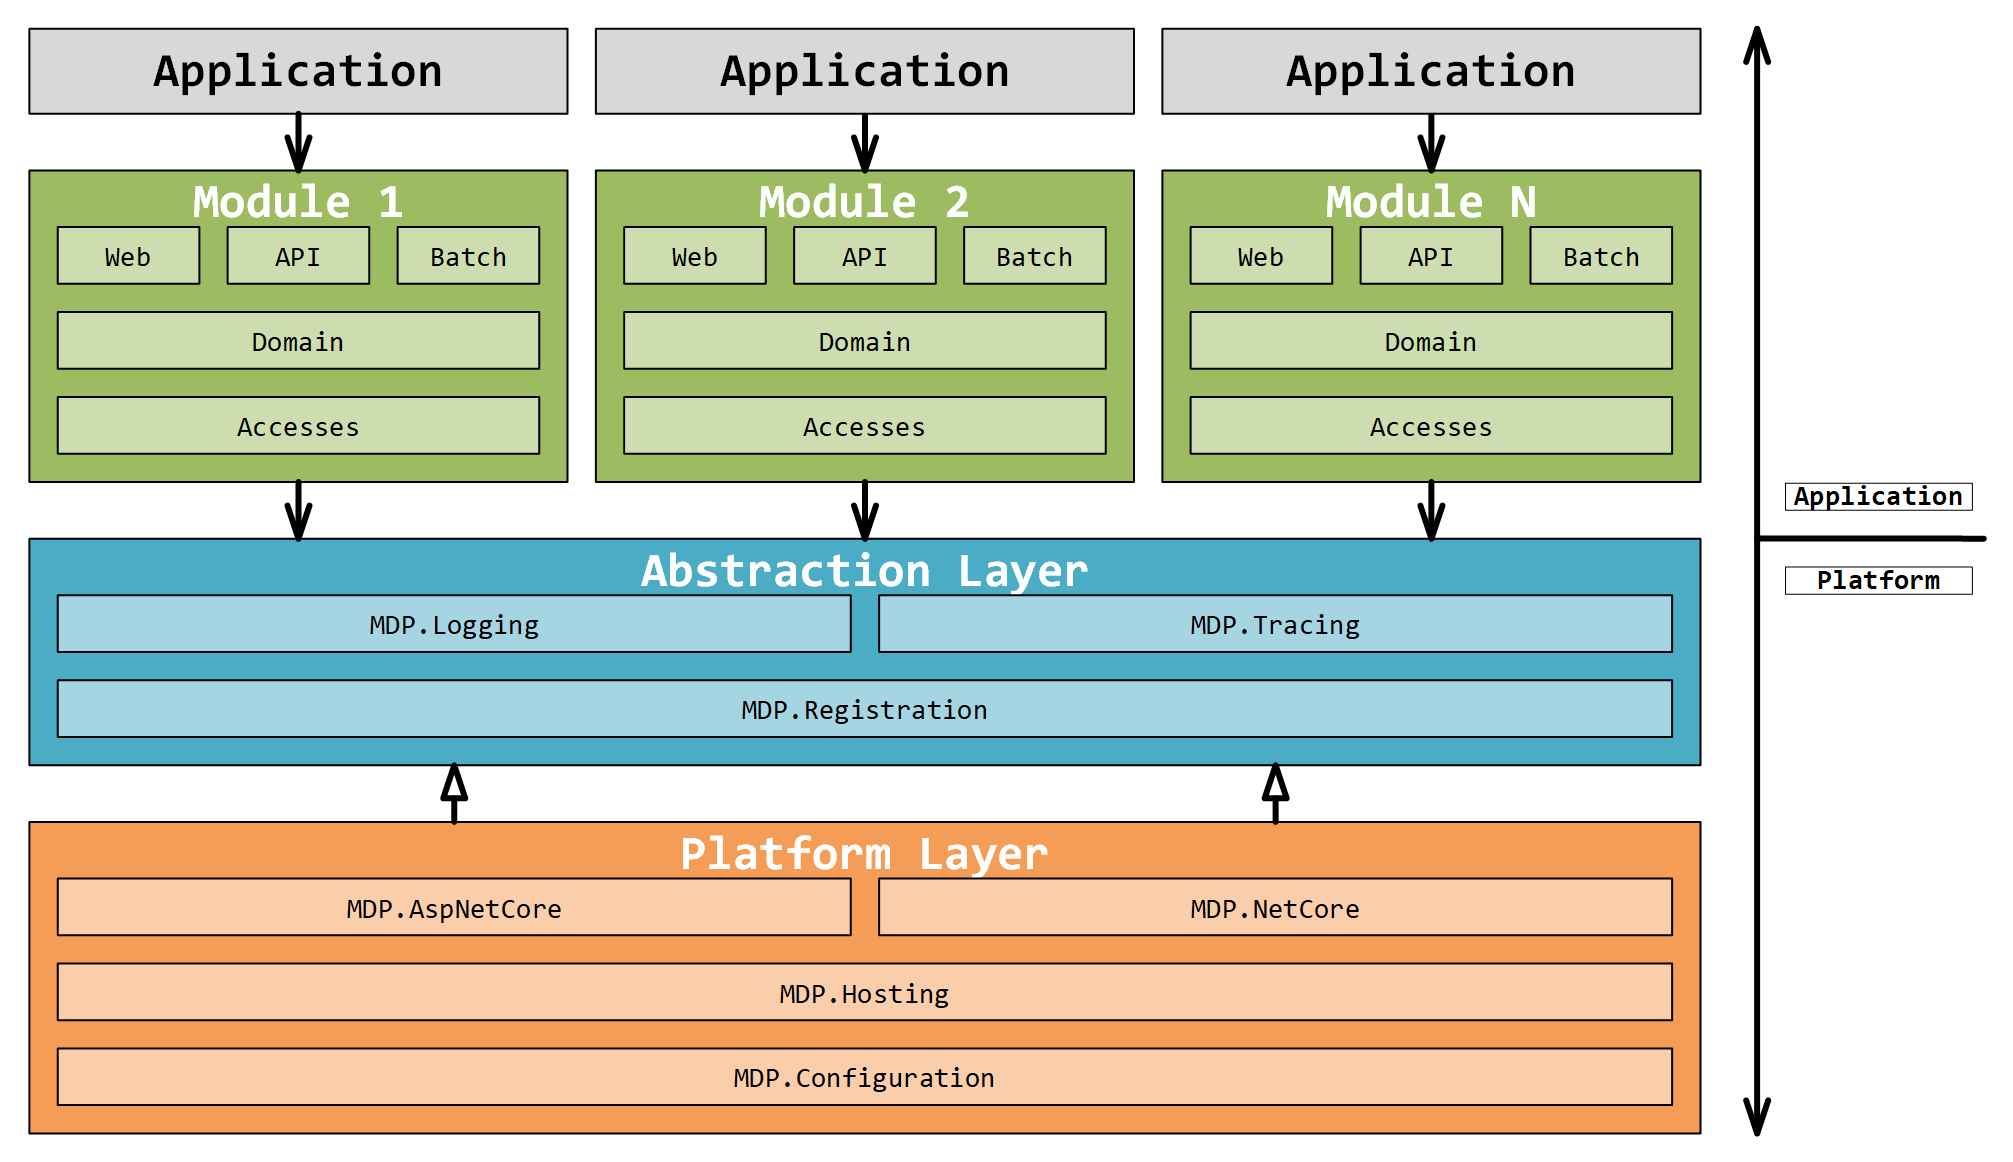 Application
Application
Application
Module 1
Web
API
Batch
Domain
Accesses
Module 2
Web
API
Batch
Domain
Accesses
Module N
Web
API
Batch
Domain
Accesses
Application
Platform
Abstraction Layer
MDP.Logging
MDP.Tracing
MDP.Registration
Platform Layer
MDP.AspNetCore
MDP.NetCore
MDP.Hosting
MDP.Configuration